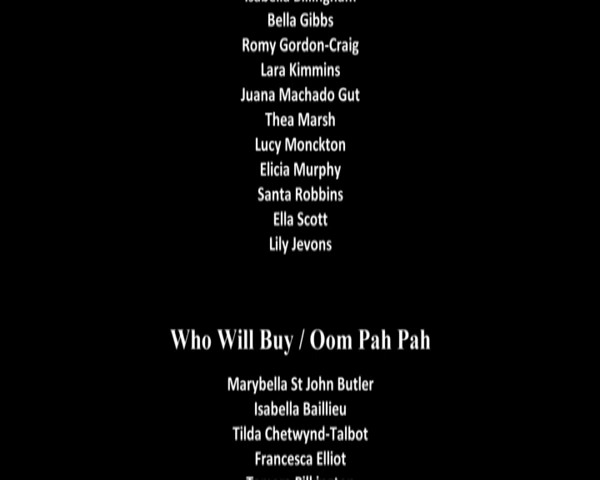 Bella Gibbs
Romy Gordon-Craig
Lara Kimmins
Juana Machado Gut
Thea Marsh
Lucy Monckton
Elicia Murphy
Santa Robbins
Ella Scott
Lily Jevons
Who Will Buy / Oom Pah Pah
Marybella St John Butler
Isabella Baillieu
Tilda Chetwynd-Talbot
Francesca Elliot